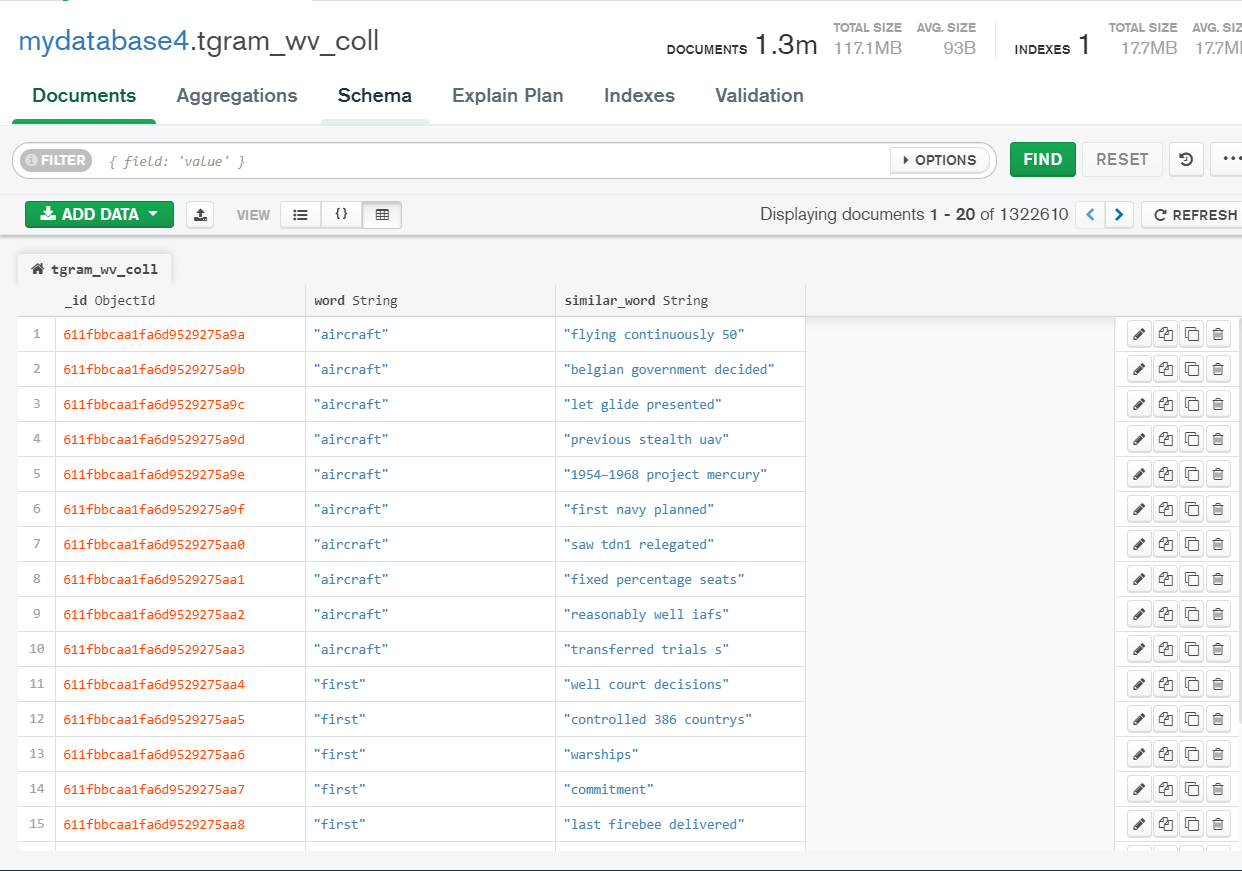 mydatabase4.tgram_wv_coll
DOCUMENTS 1.3m TOTAL SIZE 117.1MB AVG. SIZE 93B INDEXES 1 TOTAL SIZE 17.7MB AVG. SIZ 17.7M
Documents Aggregations Schema Explain Plan Indexes Validation
FILTER { field: 'value' } OPTIONS FIND RESET
ADD DATA VIEW { } Displaying documents 1 - 20 of 1322610 REFRESH
tgram_wv_coll
_id ObjectId word String similar_word String
1 611fbbcaa1fa6d9529275a9a "aircraft" "flying continuously 50"
2 611fbbcaa1fa6d9529275a9b "aircraft" "belgian government decided"
3 611fbbcaa1fa6d9529275a9c "aircraft" "let glide presented"
4 611fbbcaa1fa6d9529275a9d "aircraft" "previous stealth uav"
5 611fbbcaa1fa6d9529275a9e "aircraft" "1954–1968 project mercury"
6 611fbbcaa1fa6d9529275a9f "aircraft" "first navy planned"
7 611fbbcaa1fa6d9529275aa0 "aircraft" "saw tdn1 relegated"
8 611fbbcaa1fa6d9529275aa1 "aircraft" "fixed percentage seats"
9 611fbbcaa1fa6d9529275aa2 "aircraft" "reasonably well iafs"
10 611fbbcaa1fa6d9529275aa3 "aircraft" "transferred trials s"
11 611fbbcaa1fa6d9529275aa4 "first" "well court decisions"
12 611fbbcaa1fa6d9529275aa5 "first" "controlled 386 countrys"
13 611fbbcaa1fa6d9529275aa6 "first" "warships"
14 611fbbcaa1fa6d9529275aa7 "first" "commitment"
15 611fbbcaa1fa6d9529275aa8 "first" "last firebee delivered"